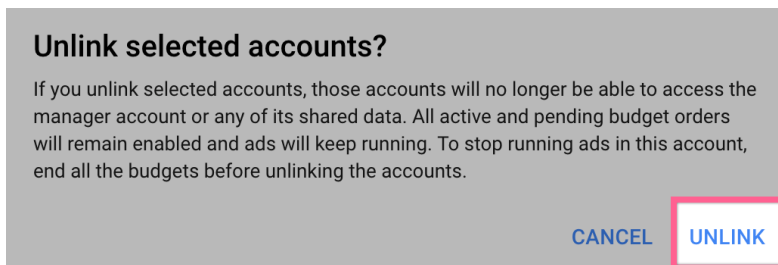 Unlink selected accounts?
If you unlink selected accounts, those accounts will no longer be able to access the
manager account or any of its shared data. All active and pending budget orders
will remain enabled and ads will keep running. To stop running ads in this account,
end all the budgets before unlinking the accounts.
CANCEL UNLINK